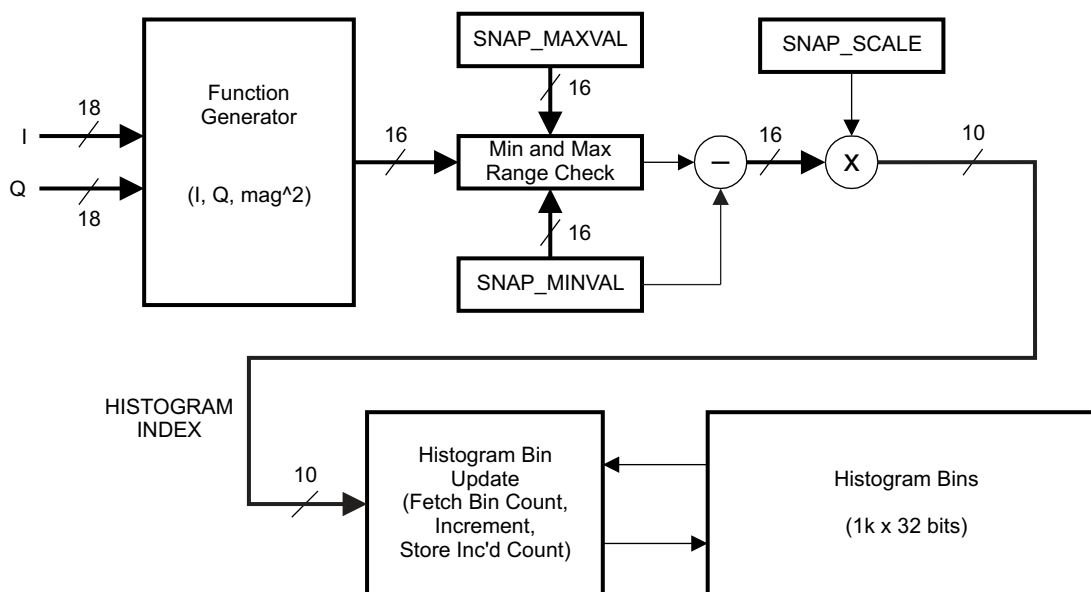 SNAP_MAXVAL
SNAP_SCALE
Function
Generator
(I, Q, mag^2)
I
18
Q
18
16
16
Min and Max
Range Check
16
SNAP_MINVAL
–
16
X
10
HISTOGRAM
INDEX
10
Histogram Bin
Update
(Fetch Bin Count,
Increment,
Store Inc'd Count)
Histogram Bins
(1k x 32 bits)